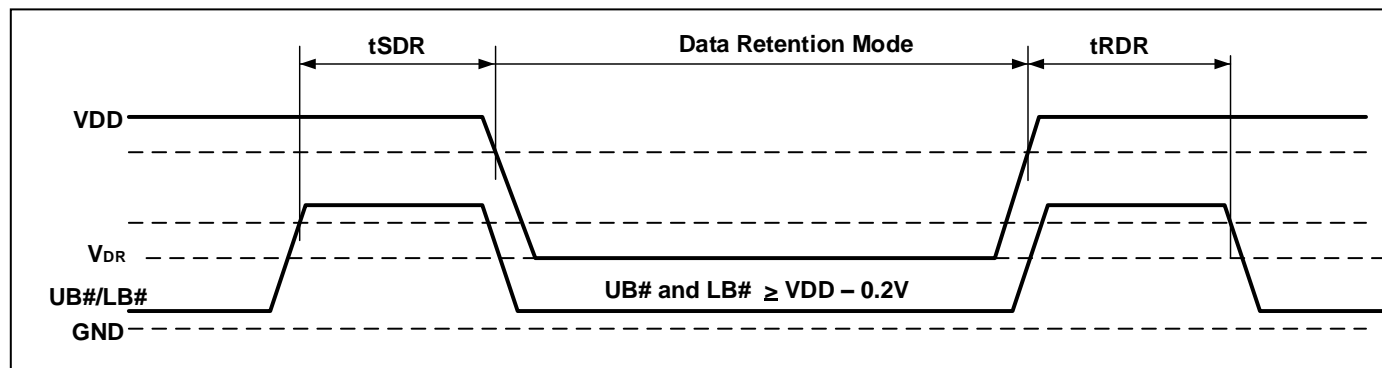 tSDR Data Retention Mode tRDR
VDD
VDR
UB#/LB#
UB# and LB# ≥ VDD – 0.2V
GND